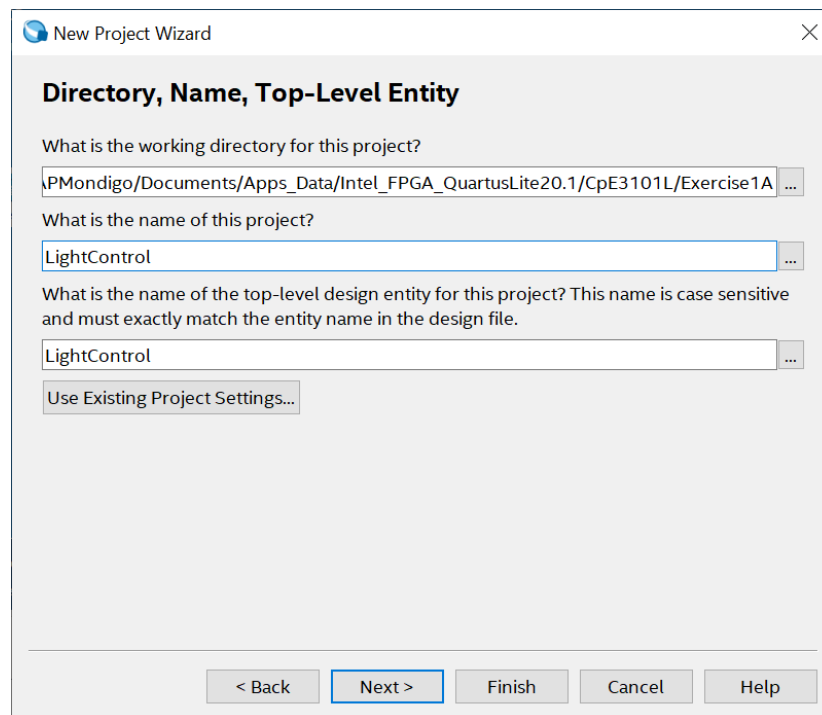 New Project Wizard
Directory, Name, Top-Level Entity
What is the working directory for this project?
\PMondigo/Documents/Apps_Data/Intel_FPGA_QuartusLite20.1/CpE3101L/Exercise1A ...
What is the name of this project?
LightControl ...
What is the name of the top-level design entity for this project? This name is case sensitive
and must exactly match the entity name in the design file.
LightControl ...
Use Existing Project Settings...
< Back Next > Finish Cancel Help